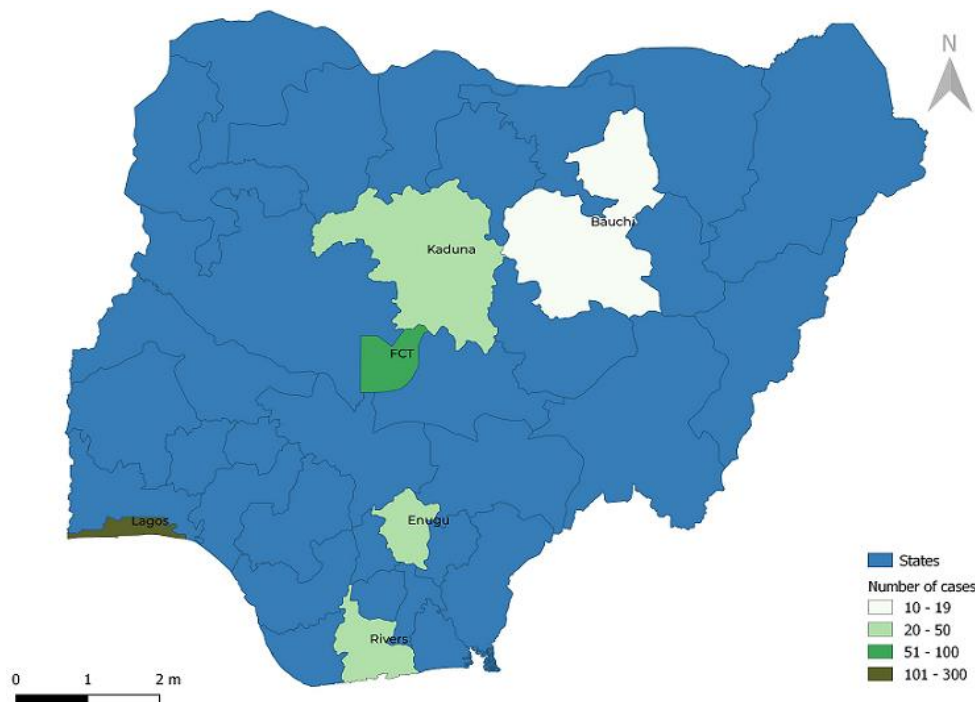 N
Bauchi
Kaduna
FCT
Lagos
Enugu
Rivers
States
Number of cases
10 - 19
20 - 50
51 - 100
101 - 300
0 1 2 m